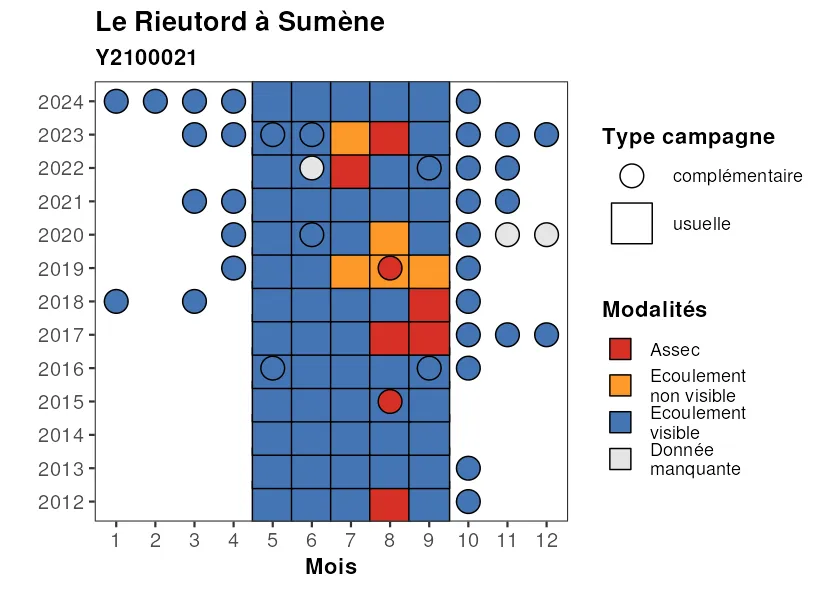 Le Rieutord à Sumène
Y2100021
2024
2023
2022
2021
2020
2019
2018
2017
2016
2015
2014
2013
2012
1 2 3 4 5 6 7 8 9 10 11 12
Mois
Type campagne
complémentaire
usuelle
Modalités
Assec
Ecoulement
non visible
Ecoulement
visible
Donnée
manquante